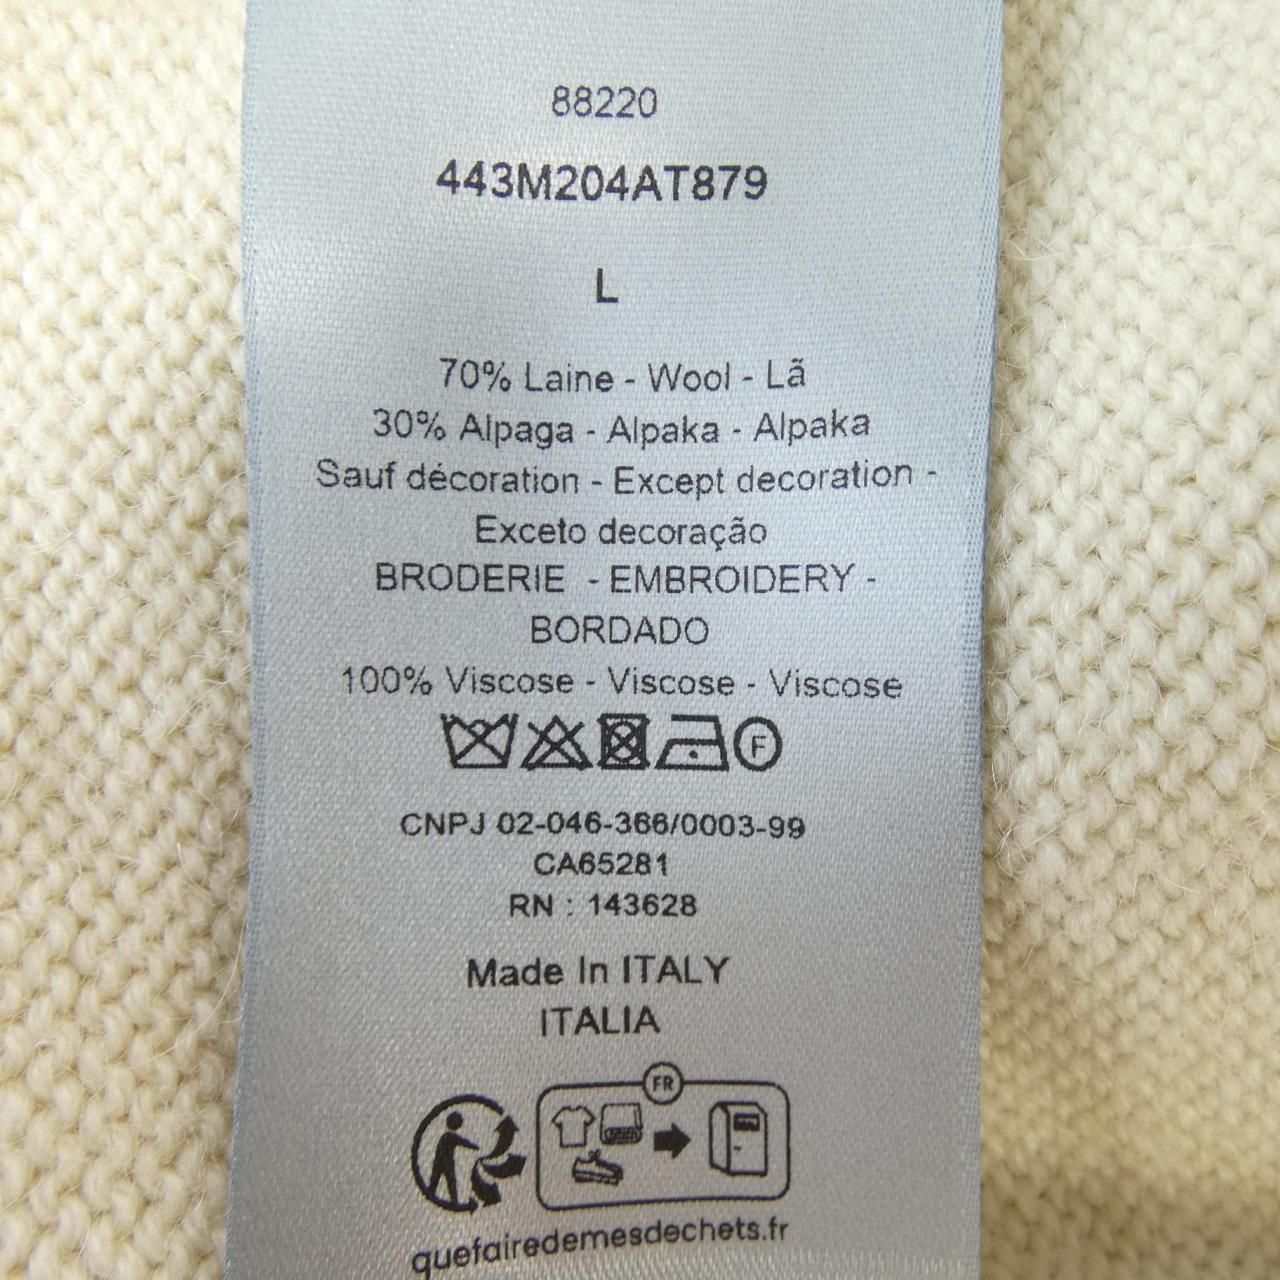 88220
443M204AT879
L
70% Laine - Wool - Lã
30% Alpaga - Alpaka - Alpaka
Sauf décoration - Except decoration -
Exceto decoração
BRODERIE - EMBROIDERY -
BORDADO
100% Viscose - Viscose - Viscose
F
CNPJ 02-046-366/0003-99
CA65281
RN : 143628
Made In ITALY
ITALIA
FR
quefairedemesdechets.fr